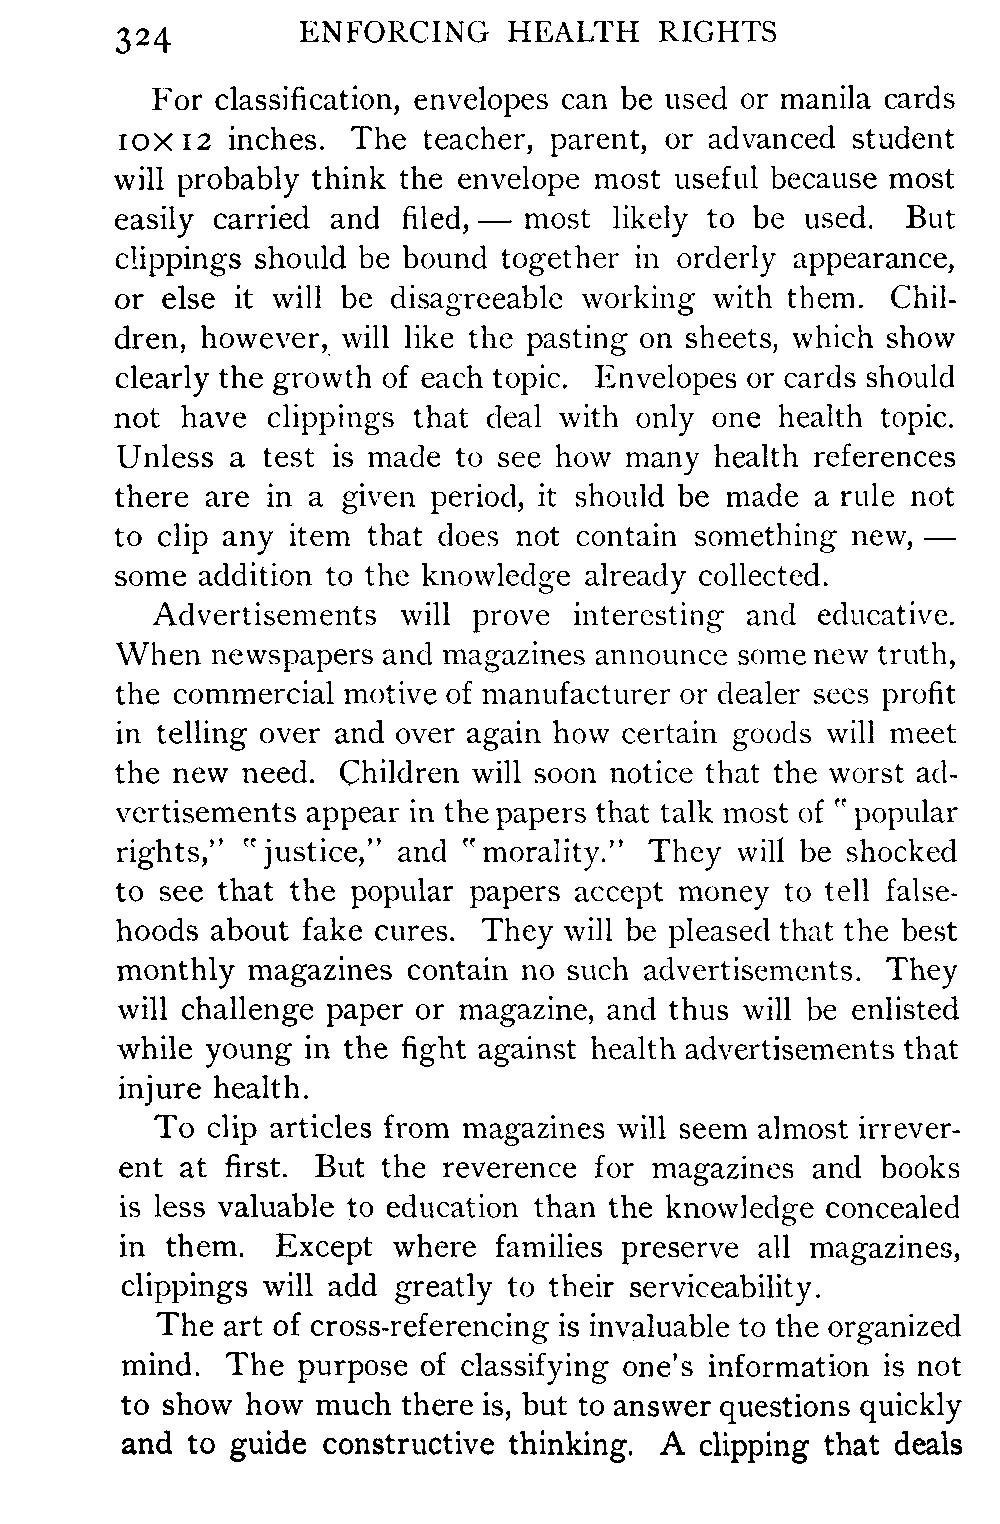 324 ENFORCING HEALTH RIGHTS
For classification, envelopes can be used or manila cards
10×12 inches. The teacher, parent, or advanced student
will probably think the envelope most useful because most
easily carried and filed, — most likely to be used. But
clippings should be bound together in orderly appearance,
or else it will be disagreeable working with them. Chil-
dren, however, will like the pasting on sheets, which show
clearly the growth of each topic. Envelopes or cards should
not have clippings that deal with only one health topic.
Unless a test is made to see how many health references
there are in a given period, it should be made a rule not
to clip any item that does not contain something new, —
some addition to the knowledge already collected.
Advertisements will prove interesting and educative.
When newspapers and magazines announce some new truth,
the commercial motive of manufacturer or dealer sees profit
in telling over and over again how certain goods will meet
the new need. Children will soon notice that the worst ad-
vertisements appear in the papers that talk most of "popular
rights," "justice," and "morality." They will be shocked
to see that the popular papers accept money to tell false-
hoods about fake cures. They will be pleased that the best
monthly magazines contain no such advertisements. They
will challenge paper or magazine, and thus will be enlisted
while young in the fight against health advertisements that
injure health.
To clip articles from magazines will seem almost irrever-
ent at first. But the reverence for magazines and books
is less valuable to education than the knowledge concealed
in them. Except where families preserve all magazines,
clippings will add greatly to their serviceability.
The art of cross-referencing is invaluable to the organized
mind. The purpose of classifying one's information is not
to show how much there is, but to answer questions quickly
and to guide constructive thinking. A clipping that deals